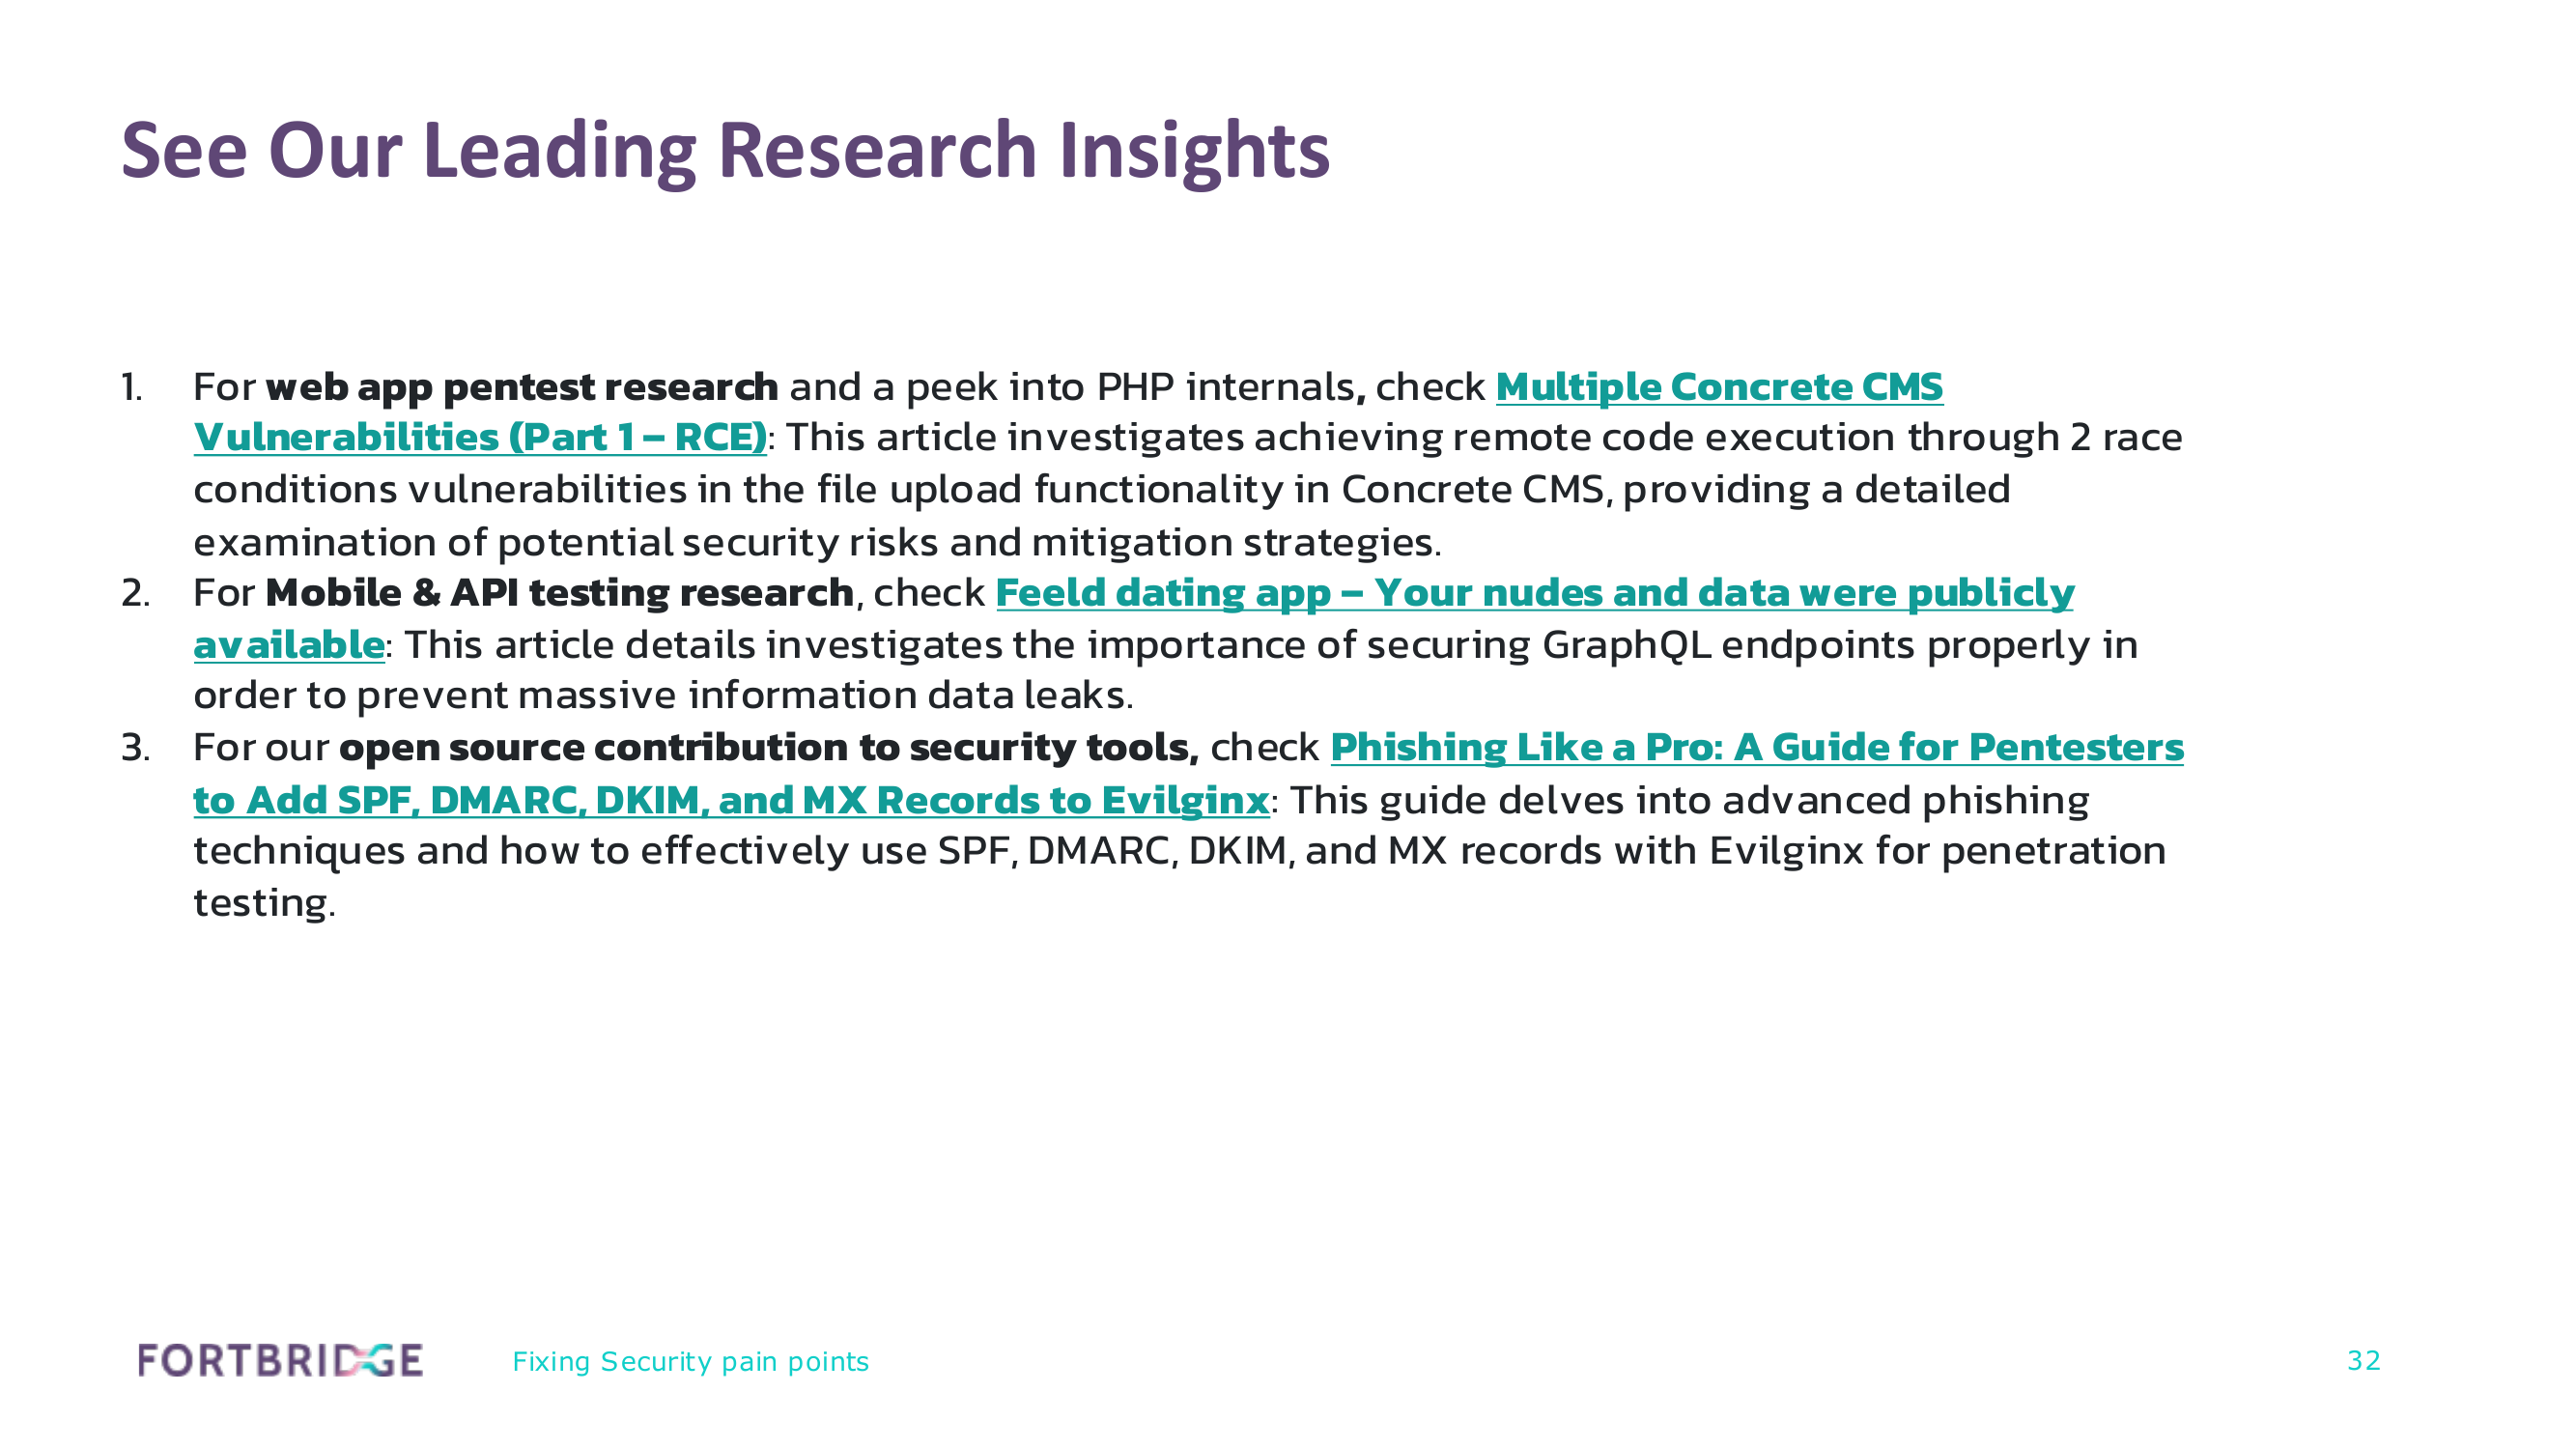 See Our Leading Research Insights
1. For web app pentest research and a peek into PHP internals, check Multiple Concrete CMS
Vulnerabilities (Part 1 – RCE): This article investigates achieving remote code execution through 2 race
conditions vulnerabilities in the file upload functionality in Concrete CMS, providing a detailed
examination of potential security risks and mitigation strategies.
2. For Mobile & API testing research, check Feeld dating app – Your nudes and data were publicly
available: This article details investigates the importance of securing GraphQL endpoints properly in
order to prevent massive information data leaks.
3. For our open source contribution to security tools, check Phishing Like a Pro: A Guide for Pentesters
to Add SPF, DMARC, DKIM, and MX Records to Evilginx: This guide delves into advanced phishing
techniques and how to effectively use SPF, DMARC, DKIM, and MX records with Evilginx for penetration
testing.
FORTBRIDGE Fixing Security pain points 32